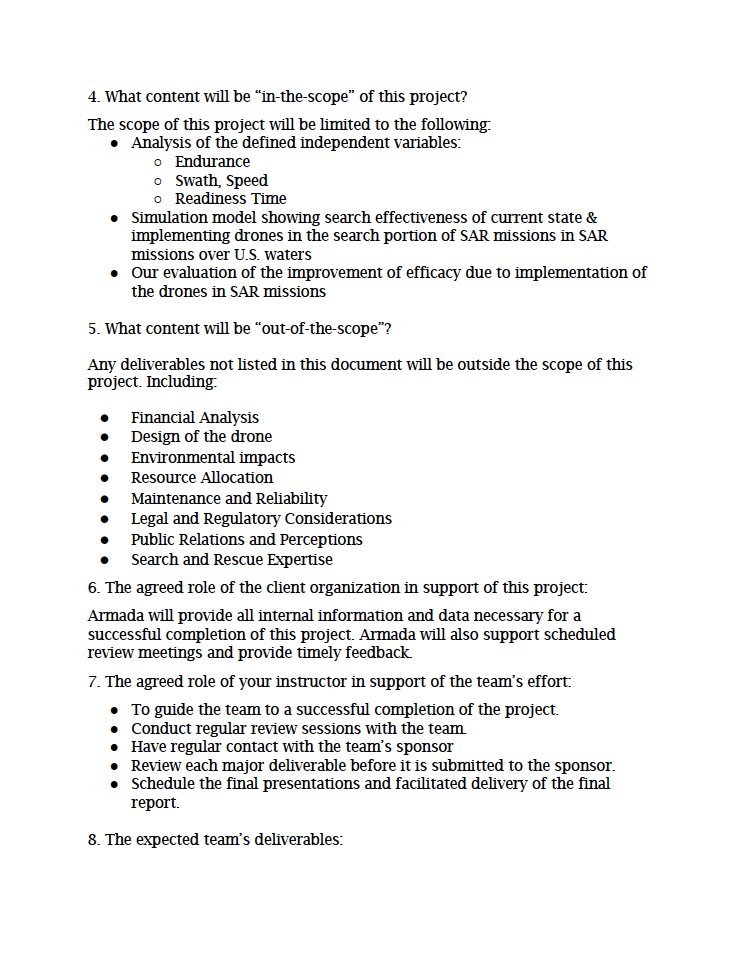 4. What content will be “in-the-scope” of this project?
The scope of this project will be limited to the following:
● Analysis of the defined independent variables:
○ Endurance
○ Swath, Speed
○ Readiness Time
● Simulation model showing search effectiveness of current state &
implementing drones in the search portion of SAR missions in SAR
missions over U.S. waters
● Our evaluation of the improvement of efficacy due to implementation of
the drones in SAR missions
5. What content will be “out-of-the-scope”?
Any deliverables not listed in this document will be outside the scope of this
project. Including:
● Financial Analysis
● Design of the drone
● Environmental impacts
● Resource Allocation
● Maintenance and Reliability
● Legal and Regulatory Considerations
● Public Relations and Perceptions
● Search and Rescue Expertise
6. The agreed role of the client organization in support of this project:
Armada will provide all internal information and data necessary for a
successful completion of this project. Armada will also support scheduled
review meetings and provide timely feedback.
7. The agreed role of your instructor in support of the team’s effort:
● To guide the team to a successful completion of the project.
● Conduct regular review sessions with the team.
● Have regular contact with the team’s sponsor
● Review each major deliverable before it is submitted to the sponsor.
● Schedule the final presentations and facilitated delivery of the final
report.
8. The expected team’s deliverables: